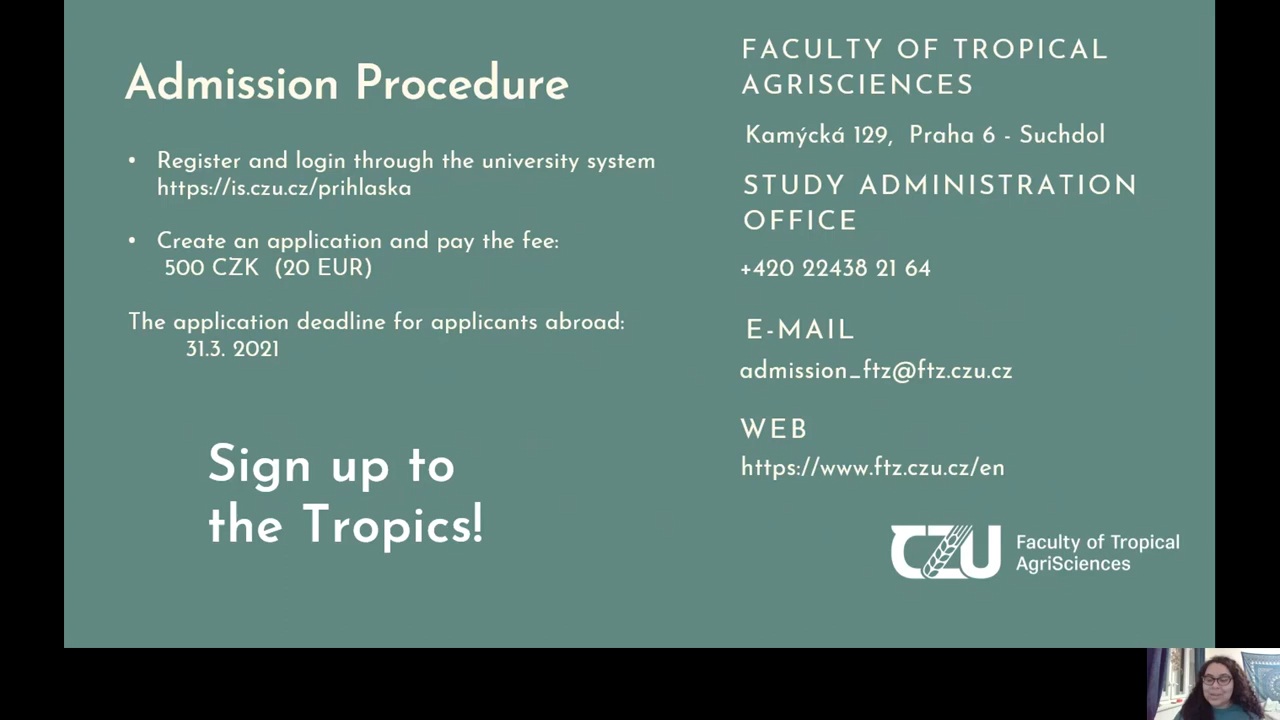 Admission Procedure
• Register and login through the university system
https://is.czu.cz/prihlaska
• Create an application and pay the fee:
500 CZK (20 EUR)
The application deadline for applicants abroad:
31.3. 2021
Sign up to
the Tropics!
FACULTY OF TROPICAL
AGRISCIENCES
Kamýcká 129, Praha 6 - Suchdol
STUDY ADMINISTRATION
OFFICE
+420 22438 21 64
E-MAIL
admission_ftz@ftz.czu.cz
WEB
https://www.ftz.czu.cz/en
CZU
Faculty of Tropical
AgriSciences